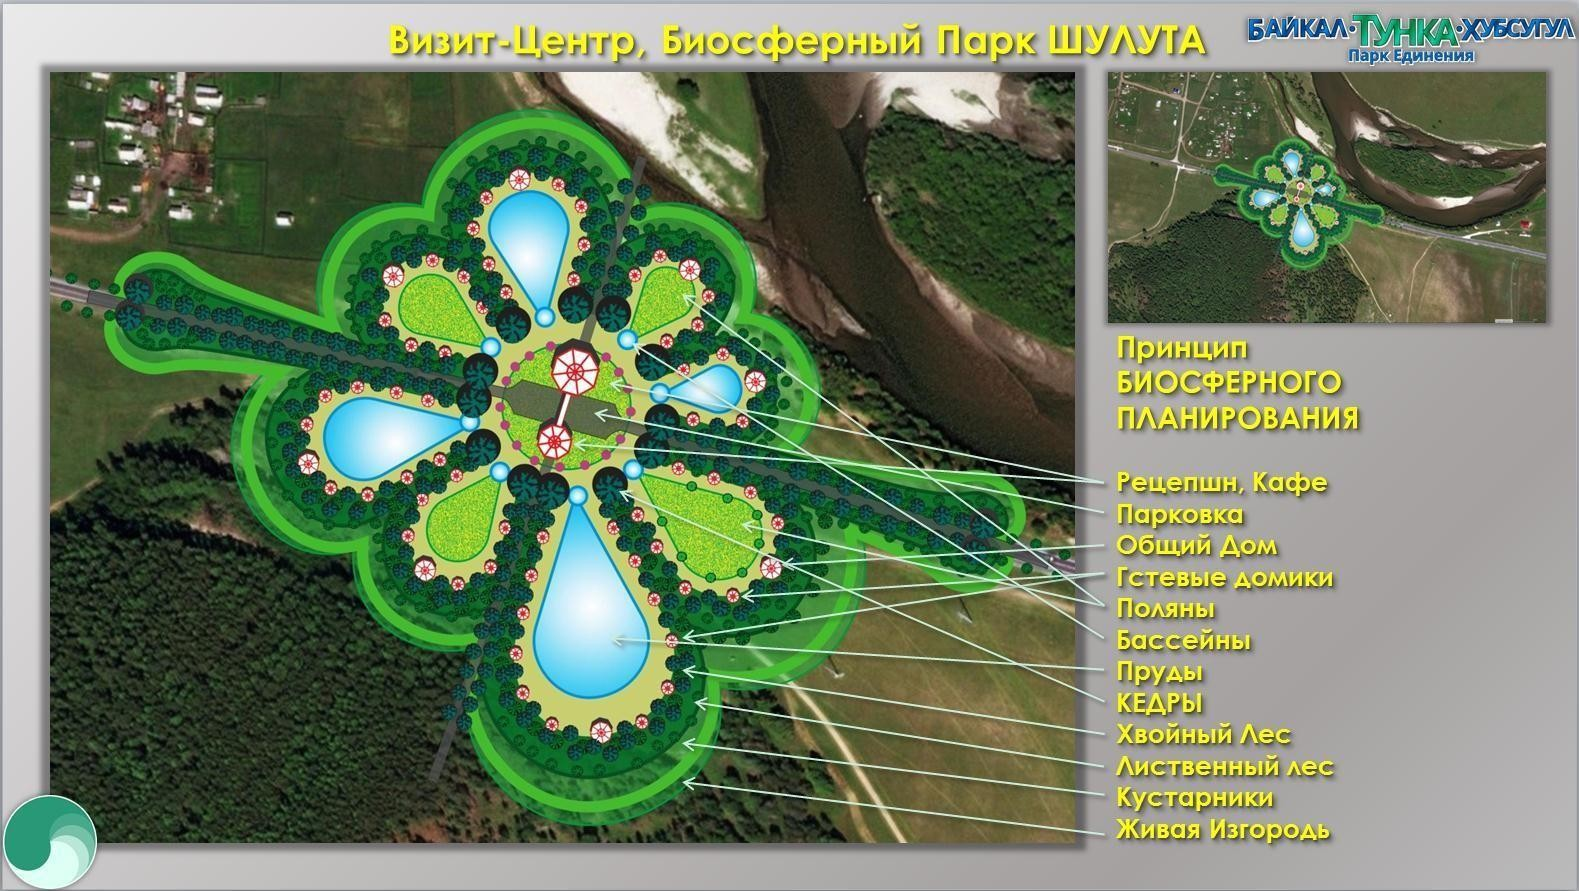 Визит-Центр, Биосферный Парк ШУЛУТА
БАЙКАЛ·ТУНКА·ХУБСУГУЛ
Парк Единения
Принцип
БИОСФЕРНОГО
ПЛАНИРОВАНИЯ
Рецепшн, Кафе
Парковка
Общий Дом
Гстевые домики
Поляны
Бассейны
Пруды
КЕДРЫ
Хвойный Лес
Лиственный лес
Кустарники
Живая Изгородь